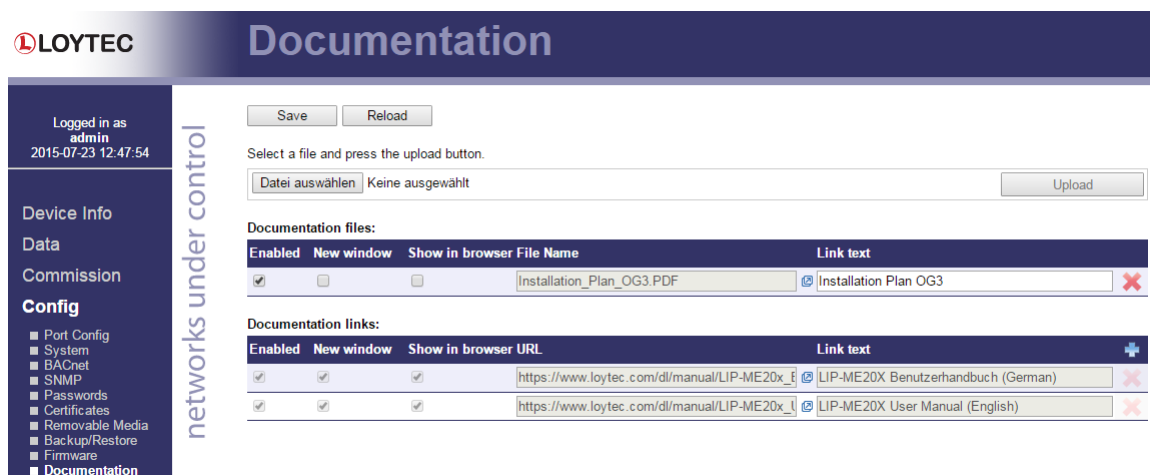 LOYTEC
Documentation
Logged in as
admin
2015-07-23 12:47:54
Device Info
Data
Commission
Config
Port Config
System
BACnet
SNMP
Passwords
Certificates
Removable Media
Backup/Restore
Firmware
Documentation
networks under control
Save Reload
Select a file and press the upload button.
Datei auswählen Keine ausgewählt Upload
Documentation files:
Enabled New window Show in browser File Name Link text
Installation_Plan_OG3.PDF Installation Plan OG3
Documentation links:
Enabled New window Show in browser URL Link text
https://www.loytec.com/dl/manual/LIP-ME20x_ LIP-ME20X Benutzerhandbuch (German)
https://www.loytec.com/dl/manual/LIP-ME20x_ LIP-ME20X User Manual (English)